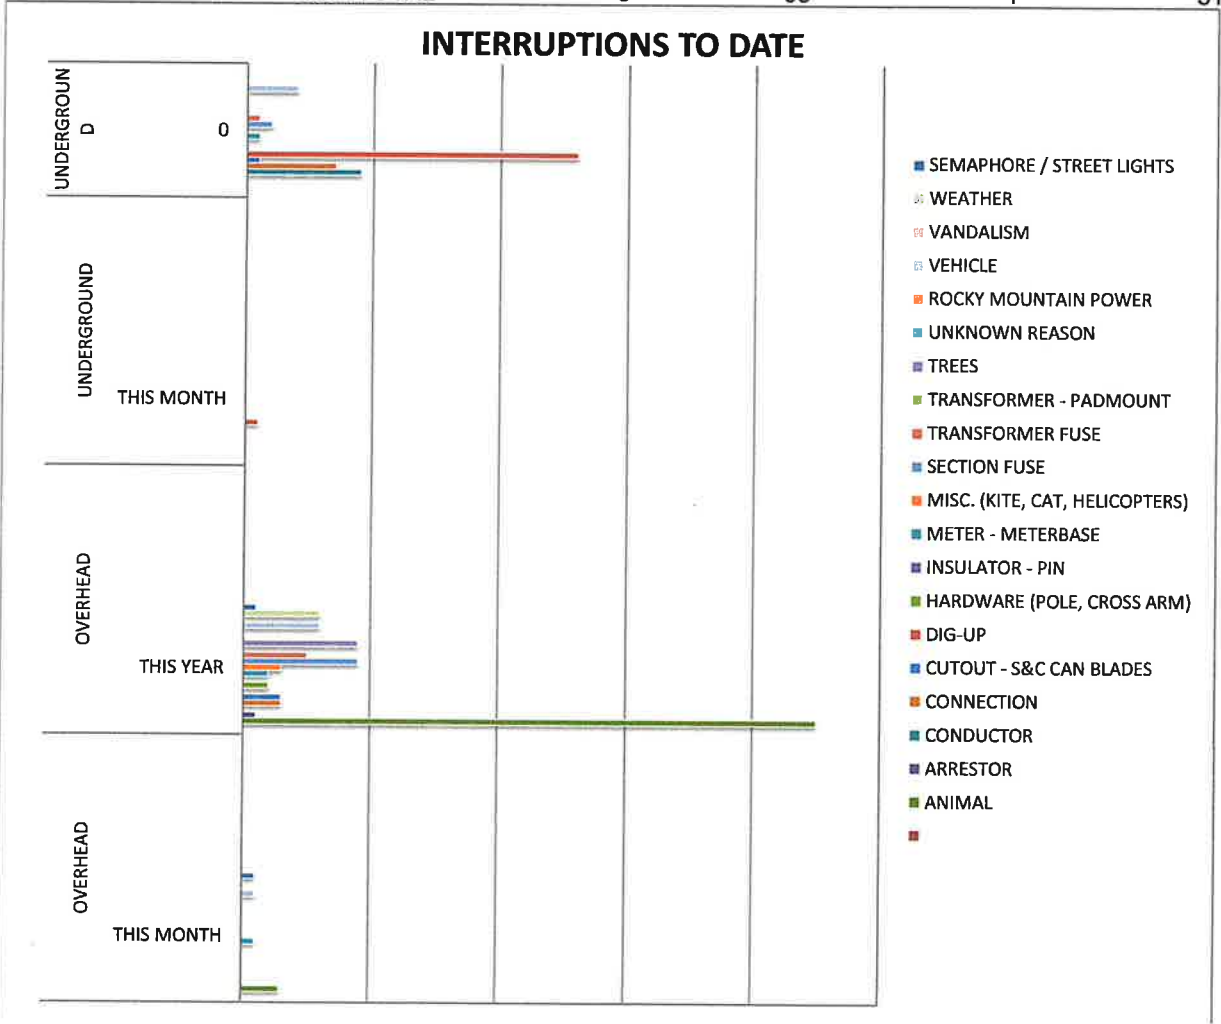 INTERRUPTIONS TO DATE
UNDERGROUN
D
0
UNDERGROUND
THIS MONTH
OVERHEAD
THIS YEAR
OVERHEAD
THIS MONTH
SEMAPHORE / STREET LIGHTS
WEATHER
VANDALISM
VEHICLE
ROCKY MOUNTAIN POWER
UNKNOWN REASON
TREES
TRANSFORMER - PADMOUNT
TRANSFORMER FUSE
SECTION FUSE
MISC. (KITE, CAT, HELICOPTERS)
METER - METERBASE
INSULATOR - PIN
HARDWARE (POLE, CROSS ARM)
DIG-UP
CUTOUT - S&C CAN BLADES
CONNECTION
CONDUCTOR
ARRESTOR
ANIMAL